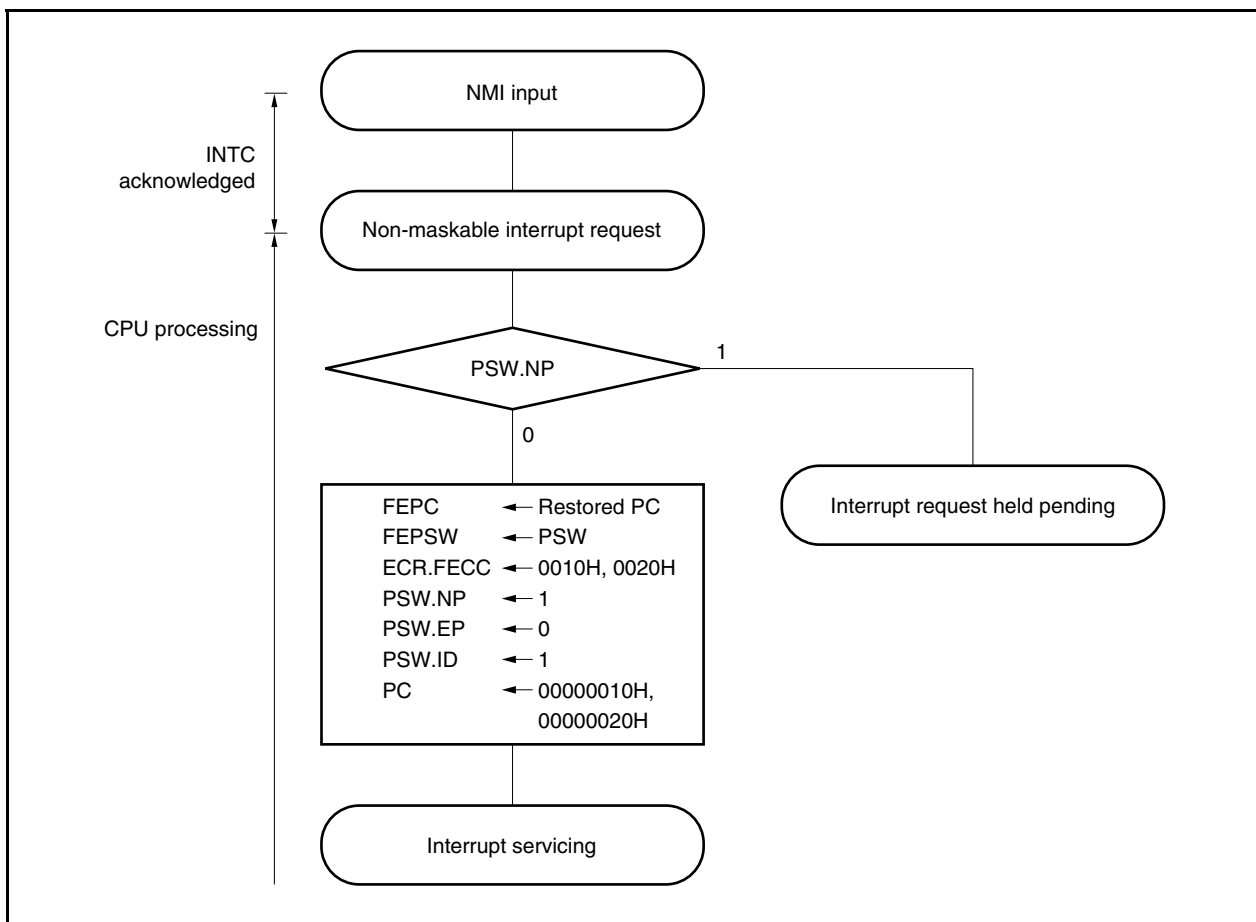 NMI input
INTC
acknowledged
Non-maskable interrupt request
CPU processing
PSW.NP
1
0
FEPC ← Restored PC
FEPSW ← PSW
ECR.FECC ← 0010H, 0020H
PSW.NP ← 1
PSW.EP ← 0
PSW.ID ← 1
PC ← 00000010H,
00000020H
Interrupt request held pending
Interrupt servicing